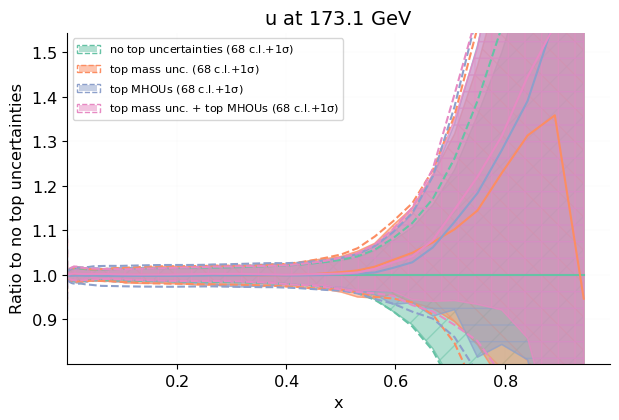 u at 173.1 GeV
no top uncertainties (68 c.l.+1σ)
top mass unc. (68 c.l.+1σ)
top MHOUs (68 c.l.+1σ)
top mass unc. + top MHOUs (68 c.l.+1σ)
Ratio to no top uncertainties
1.5
1.4
1.3
1.2
1.1
1.0
0.9
0.2
0.4
0.6
0.8
x